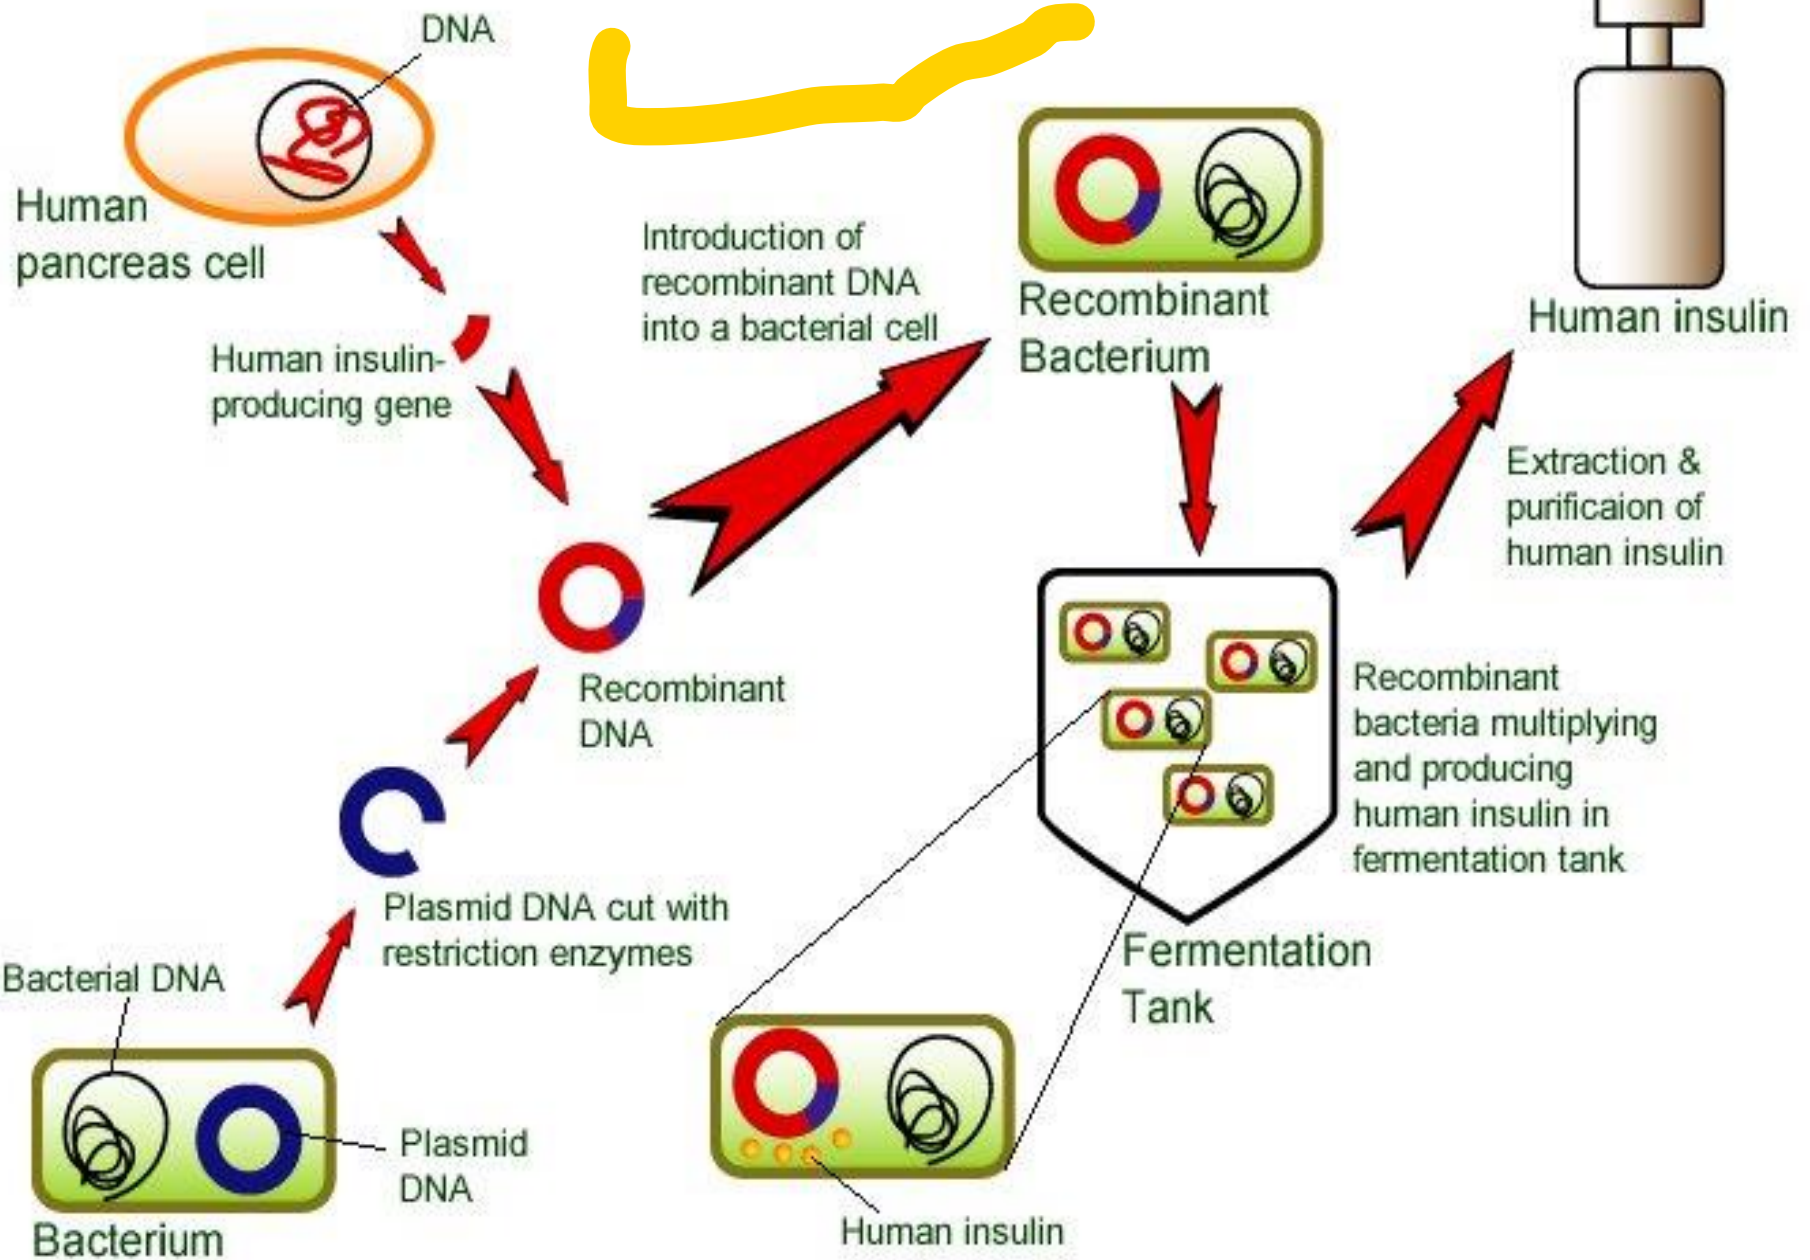 DNA
Human
pancreas cell
Human insulin-
producing gene
Introduction of
recombinant DNA
into a bacterial cell
Recombinant
Bacterium
Human insulin
Extraction &
purificaion of
human insulin
Recombinant
DNA
Recombinant
bacteria multiplying
and producing
human insulin in
fermentation tank
Plasmid DNA cut with
restriction enzymes
Fermentation
Tank
Bacterial DNA
Plasmid
DNA
Bacterium
Human insulin